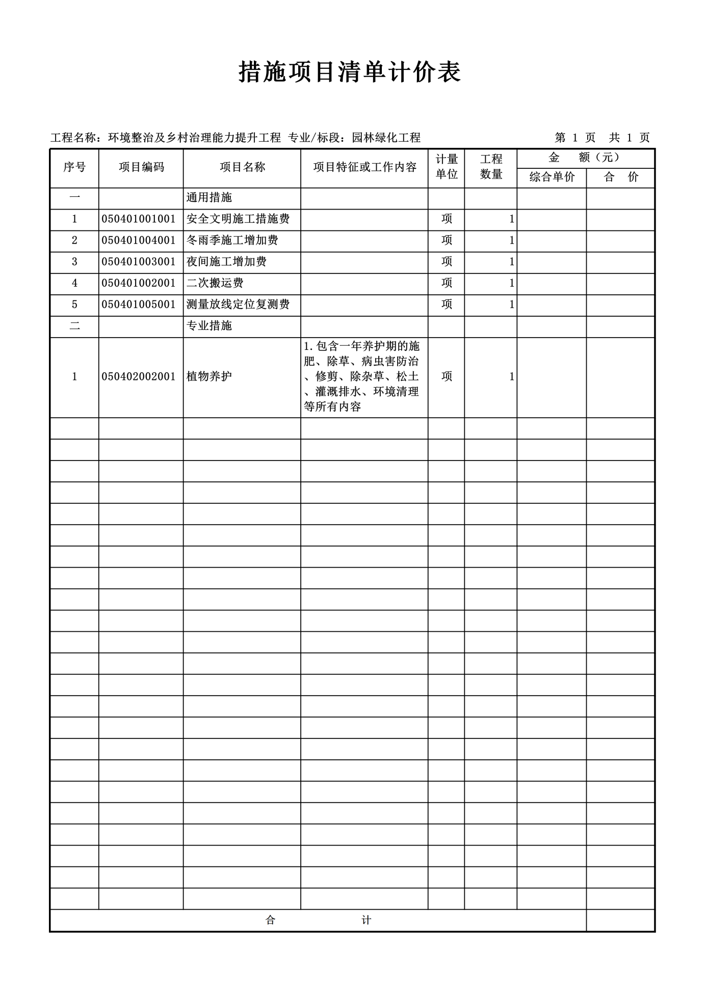 措施项目清单计价表
工程名称：环境整治及乡村治理能力提升工程 专业/标段：园林绿化工程 第 1 页 共 1 页
序号 项目编码 项目名称 项目特征或工作内容 计量单位 工程数量 金 额（元）
综合单价 合 价
一 通用措施
1 050401001001 安全文明施工措施费 项 1
2 050401004001 冬雨季施工增加费 项 1
3 050401003001 夜间施工增加费 项 1
4 050401002001 二次搬运费 项 1
5 050401005001 测量放线定位复测费 项 1
二 专业措施
1 050402002001 植物养护 1.包含一年养护期的施
肥、除草、病虫害防治
、修剪、除杂草、松土
、灌溉排水、环境清理
等所有内容 项 1
合 计